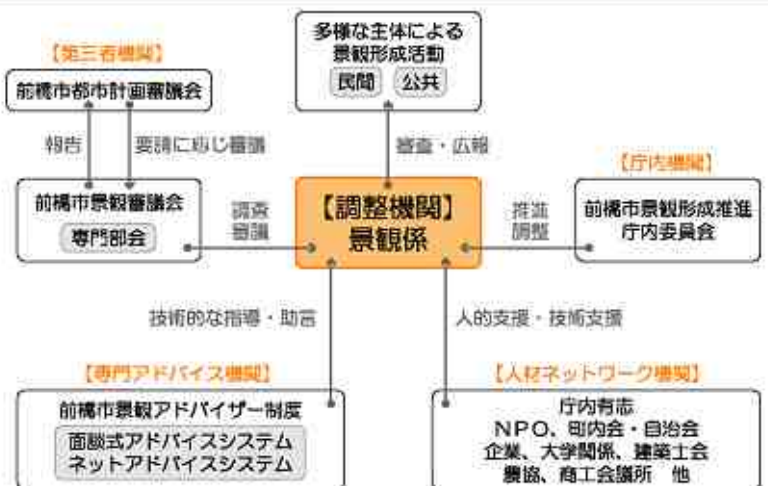 【第三者機関】
前橋市都市計画審議会
多様な主体による
景観形成活動
民間 公共
報告
要請に応じ審議
審査・広報
【庁内機関】
前橋市景観審議会
専門部会
調査
審議
【調整機関】
景観係
推進
調整
前橋市景観形成推進
庁内委員会
技術的な指導・助言
人的支援・技術支援
【専門アドバイス機関】
前橋市景観アドバイザー制度
面談式アドバイスシステム
ネットアドバイスシステム
【人材ネットワーク機関】
庁内有志
NPO、町内会・自治会
企業、大学関係、建築士会
農協、商工会議所 他